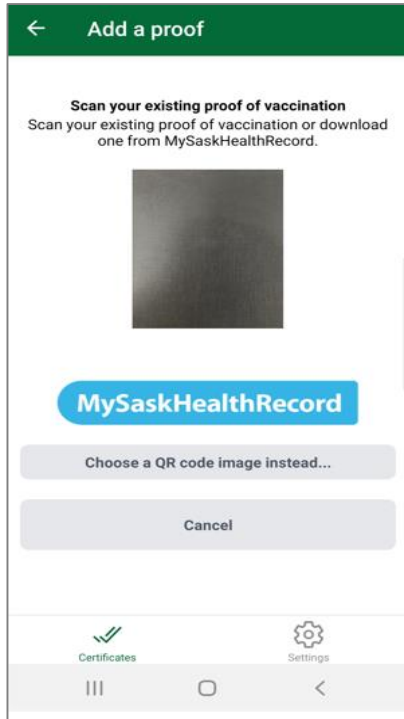 Add a proof
Scan your existing proof of vaccination
Scan your existing proof of vaccination or download
one from MySaskHealthRecord.
MySaskHealthRecord
Choose a QR code image instead...
Cancel
Certificates
Settings